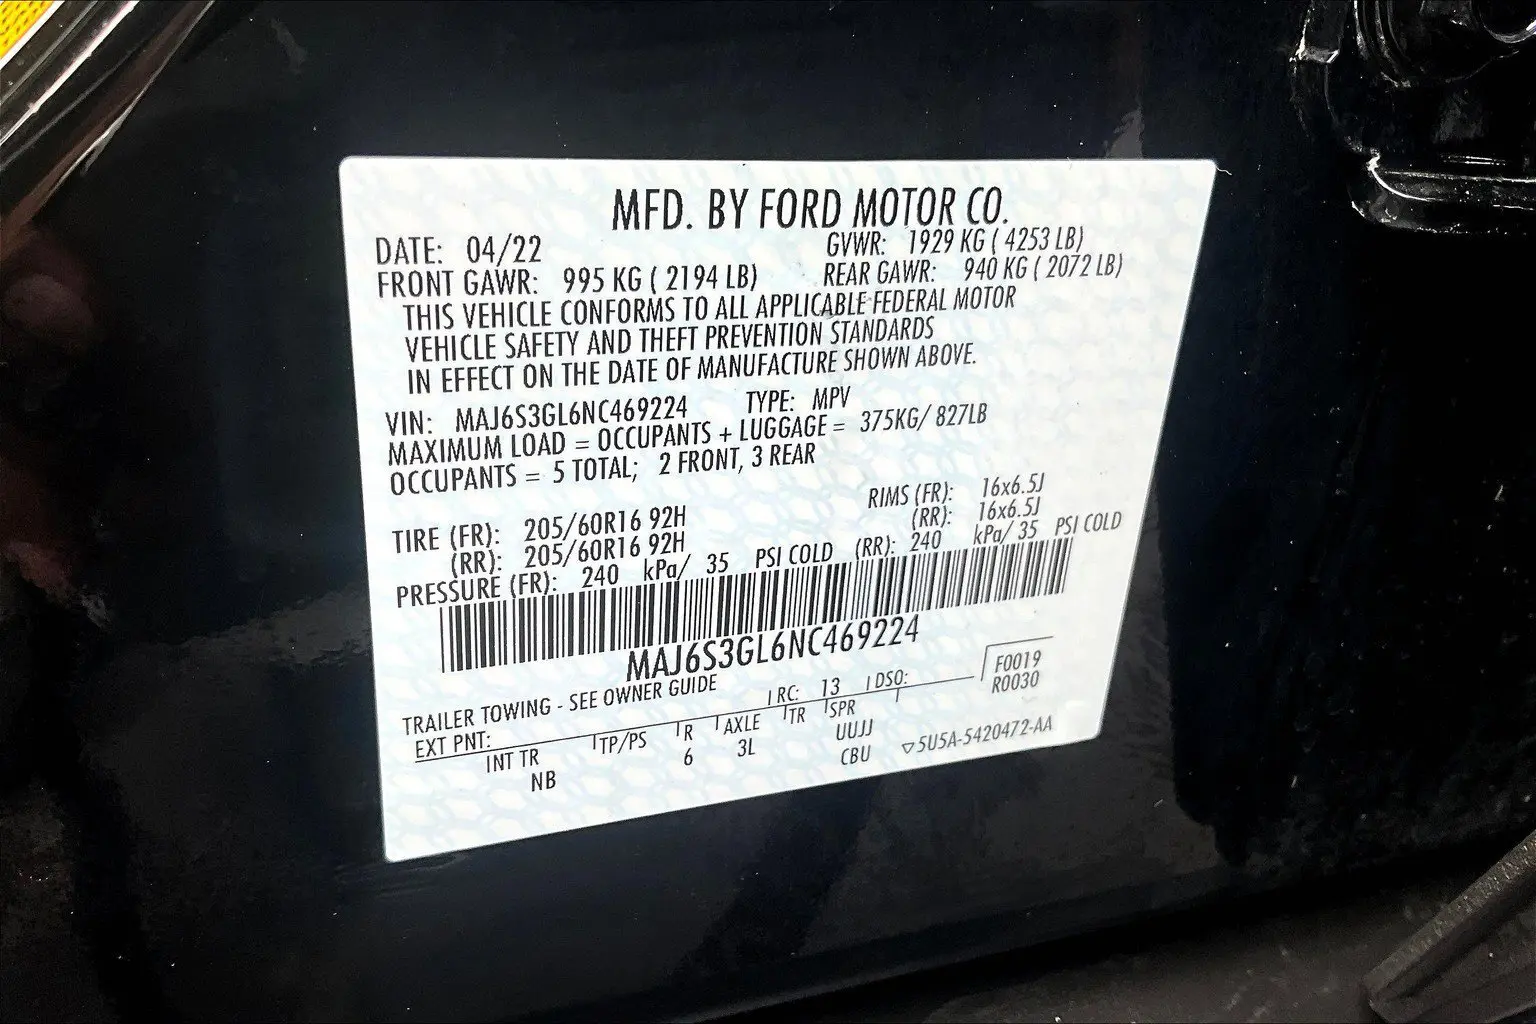 MFD. BY FORD MOTOR CO.
DATE: 04/22 GVWR: 1929 KG ( 4253 LB)
FRONT GAWR: 995 KG ( 2194 LB) REAR GAWR: 940 KG ( 2072 LB)
THIS VEHICLE CONFORMS TO ALL APPLICABLE FEDERAL MOTOR
VEHICLE SAFETY AND THEFT PREVENTION STANDARDS
IN EFFECT ON THE DATE OF MANUFACTURE SHOWN ABOVE.
VIN: MAJ6S3GL6NC469224 TYPE: MPV
MAXIMUM LOAD = OCCUPANTS + LUGGAGE = 375KG/ 827LB
OCCUPANTS = 5 TOTAL; 2 FRONT, 3 REAR
TIRE (FR): 205/60R16 92H RIMS (FR): 16x6.5J
(RR): 205/60R16 92H (RR): 16x6.5J
PRESSURE (FR): 240 kPa/ 35 PSI COLD (RR): 240 kPa/ 35 PSI COLD
MAJ6S3GL6NC469224
TRAILER TOWING - SEE OWNER GUIDE
EXT PNT: RC: 13 DSO: F0019
R0030
INT TR TP/PS R AXLE TR SPR
NB 6 3L UUJJ
CBU ▽5U5A-5420472-AA